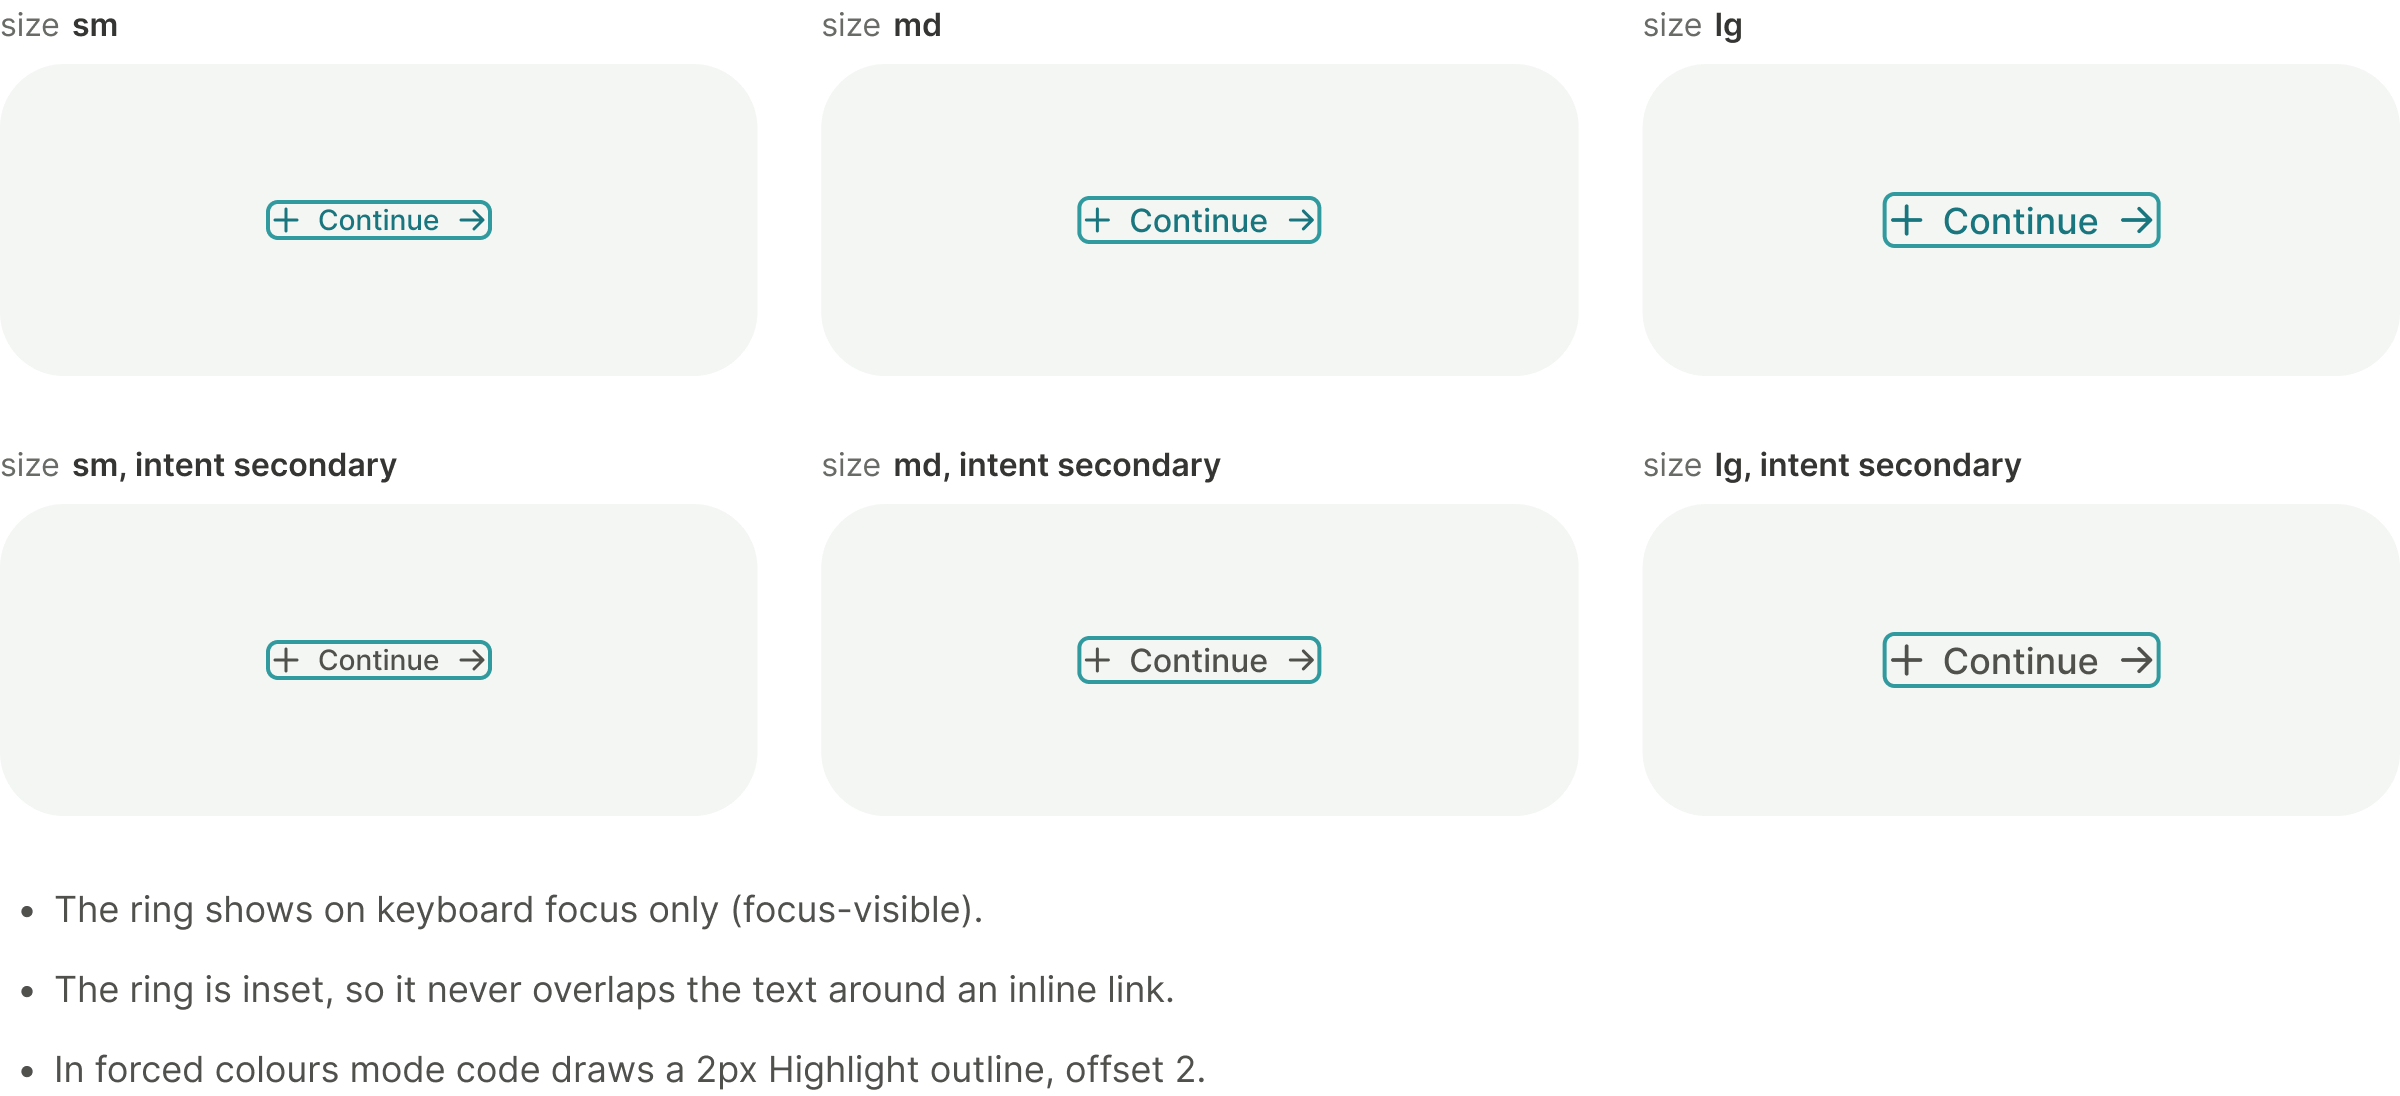 size sm
size md
size lg
Continue
Continue
Continue
size sm, intent secondary
size md, intent secondary
size lg, intent secondary
Continue
Continue
Continue
• The ring shows on keyboard focus only (focus-visible).
• The ring is inset, so it never overlaps the text around an inline link.
• In forced colours mode code draws a 2px Highlight outline, offset 2.